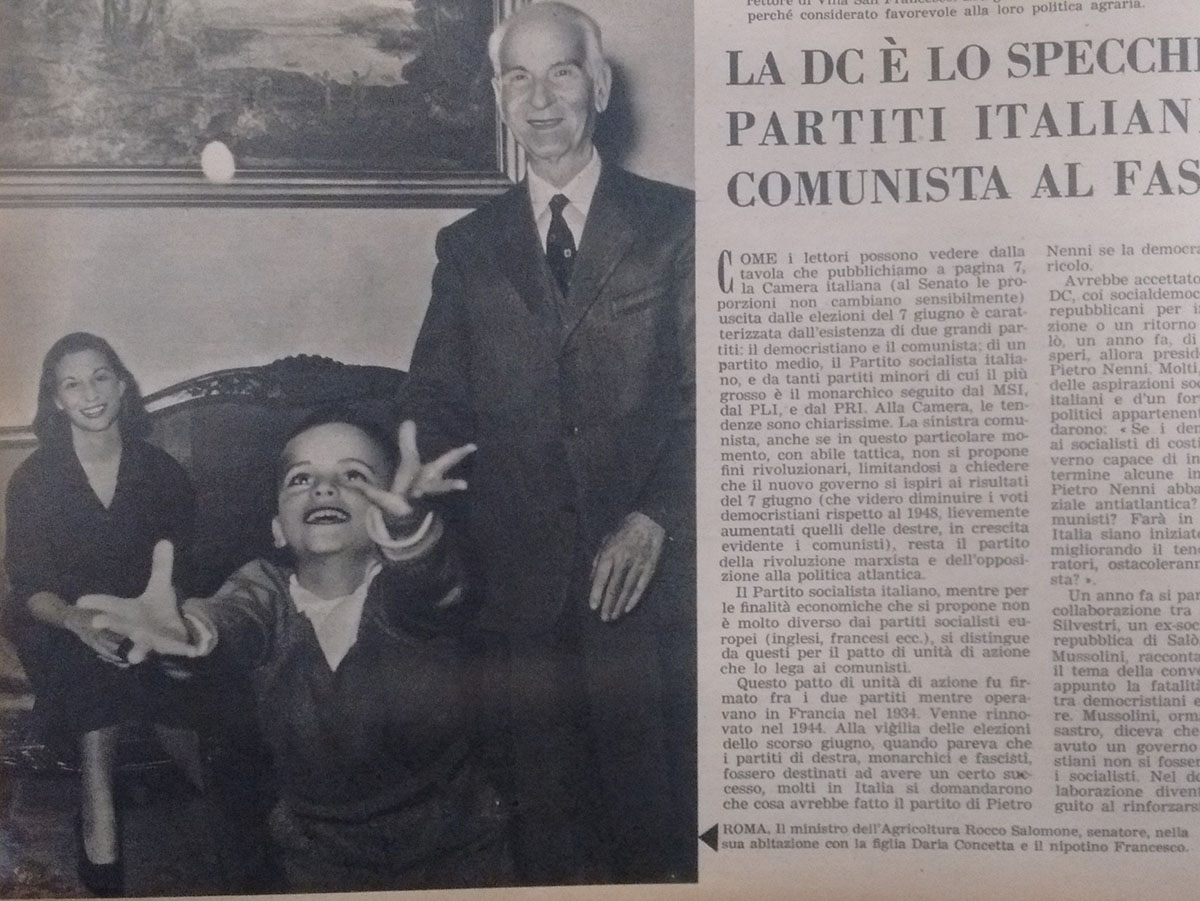 perché considerato favorevole alla loro politica agraria.
LA DC È LO SPECCHI
PARTITI ITALIAN
COMUNISTA AL FAS
COME i lettori possono vedere dalla
tavola che pubblichiamo a pagina 7,
la Camera italiana (al Senato le pro-
porzioni non cambiano sensibilmente)
uscita dalle elezioni del 7 giugno è carat-
terizzata dall'esistenza di due grandi par-
titi: il democristiano e il comunista; di un
partito medio, il Partito socialista italia-
no, e da tanti partiti minori di cui il più
grosso è il monarchico seguito dal MSI,
dal PLI, e dal PRI. Alla Camera, le ten-
denze sono chiarissime. La sinistra comu-
nista, anche se in questo particolare mo-
mento, con abile tattica, non si propone
fini rivoluzionari, limitandosi a chiedere
che il nuovo governo si ispiri ai risultati
del 7 giugno (che videro diminuire i voti
democristiani rispetto al 1948, lievemente
aumentati quelli delle destre, in crescita
evidente i comunisti), resta il partito
della rivoluzione marxista e dell'opposi-
zione alla politica atlantica.
Il Partito socialista italiano, mentre per
le finalità economiche che si propone non
è molto diverso dai partiti socialisti eu-
ropei (inglesi, francesi ecc.), si distingue
da questi per il patto di unità di azione
che lo lega ai comunisti.
Questo patto di unità di azione fu fir-
mato fra i due partiti mentre opera-
vano in Francia nel 1934. Venne rinno-
vato nel 1944. Alla vigilia delle elezioni
dello scorso giugno, quando pareva che
i partiti di destra, monarchici e fascisti,
fossero destinati ad avere un certo suc-
cesso, molti in Italia si domandarono
che cosa avrebbe fatto il partito di Pietro
Nenni se la democra
ricolo.
Avrebbe accettato
DC, coi socialdemoc
repubblicani per i
zione o un ritorno
lò, un anno fa, di
speri, allora presid
Pietro Nenni. Molti,
delle aspirazioni so
italiani e d'un for
politici appartenen
darono: « Se i der
ai socialisti di costi
verno capace di in
termine alcune in
Pietro Nenni abba
ziale antiatlantica?
munisti? Farà in
Italia siano iniziate
migliorando il ten
ratori, ostacoleran
sta? ».
Un anno fa si par
collaborazione tra
Silvestri, un ex-soc
repubblica di Salò
Mussolini, racconta
il tema della conv
appunto la fatalità
tra democristiani e
re. Mussolini, orm
sastro, diceva che
avuto un governo
stiani non si fosser
i socialisti. Nel d
laborazione divent
guito al rinforzars
ROMA. Il ministro dell'Agricoltura Rocco Salomone, senatore, nella
sua abitazione con la figlia Daria Concetta e il nipotino Francesco.